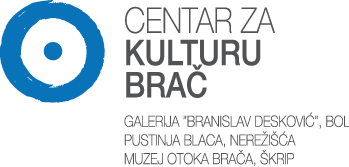 CENTAR ZA
KULTURU
BRAČ
GALERIJA "BRANISLAV DESKOVIĆ", BOL
PUSTINJA BLACA, NEREŽIŠĆA
MUZEJ OTOKA BRAČA, ŠKRIP